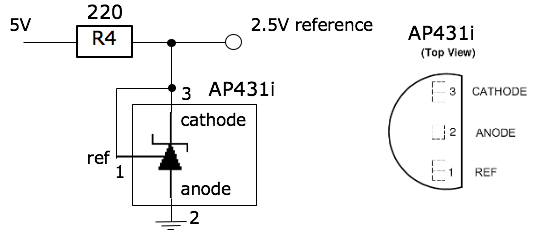 220
5V
R4
2.5V reference
3
AP431i
cathode
ref
1
anode
2
AP431i
(Top View)
3 CATHODE
2 ANODE
1 REF